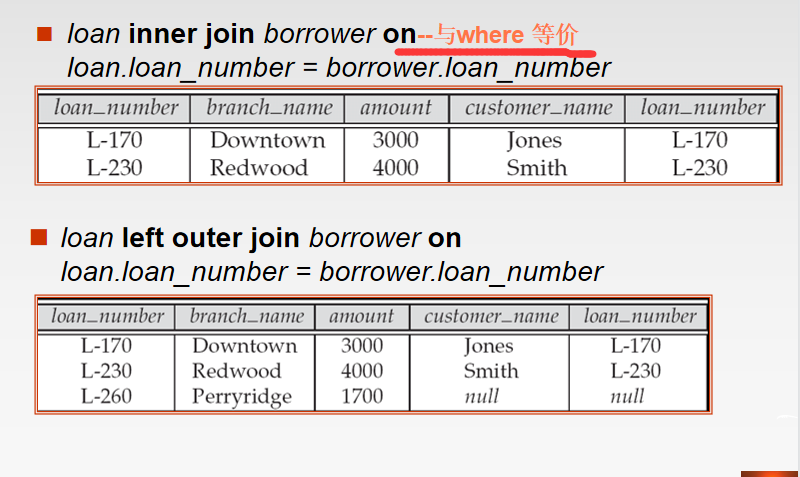 loan inner join borrower on--与where 等价
loan.loan_number = borrower.loan_number
loan_number branch_name amount customer_name loan_number
L-170 Downtown 3000 Jones L-170
L-230 Redwood 4000 Smith L-230
loan left outer join borrower on
loan.loan_number = borrower.loan_number
loan_number branch_name amount customer_name loan_number
L-170 Downtown 3000 Jones L-170
L-230 Redwood 4000 Smith L-230
L-260 Perryridge 1700 null null